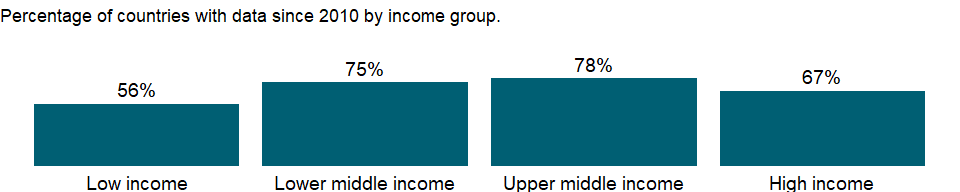 Percentage of countries with data since 2010 by income group.
56%
75%
78%
67%
Low income
Lower middle income
Upper middle income
High income